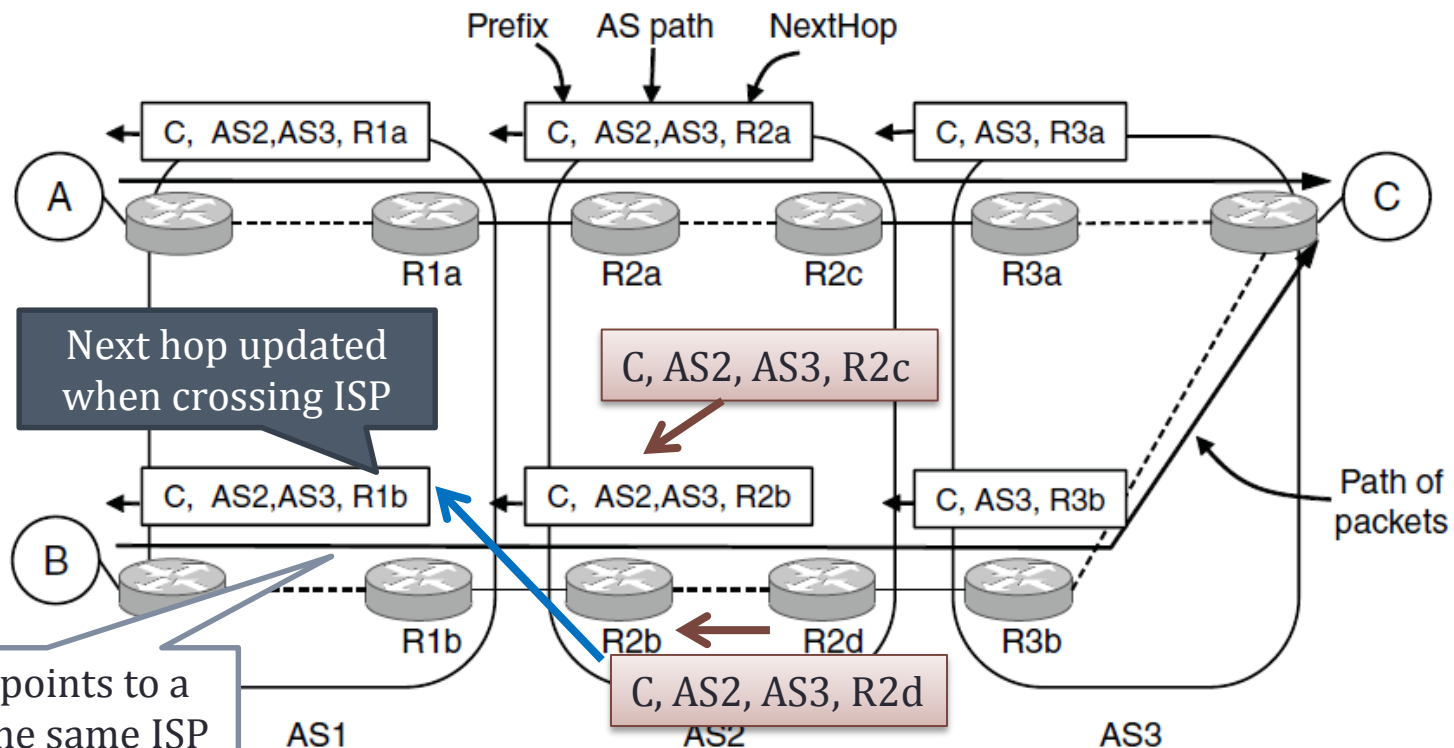 Prefix AS path NextHop
C, AS2,AS3, R1a
C, AS2,AS3, R2a
C, AS3, R3a
A
C
R1a
R2a
R2c
R3a
Next hop updated
when crossing ISP
C, AS2, AS3, R2c
C, AS2,AS3, R1b
C, AS2,AS3, R2b
C, AS3, R3b
Path of
packets
B
R1b
R2b
R2d
R3b
points to a
same ISP
C, AS2, AS3, R2d
AS1
AS2
AS3